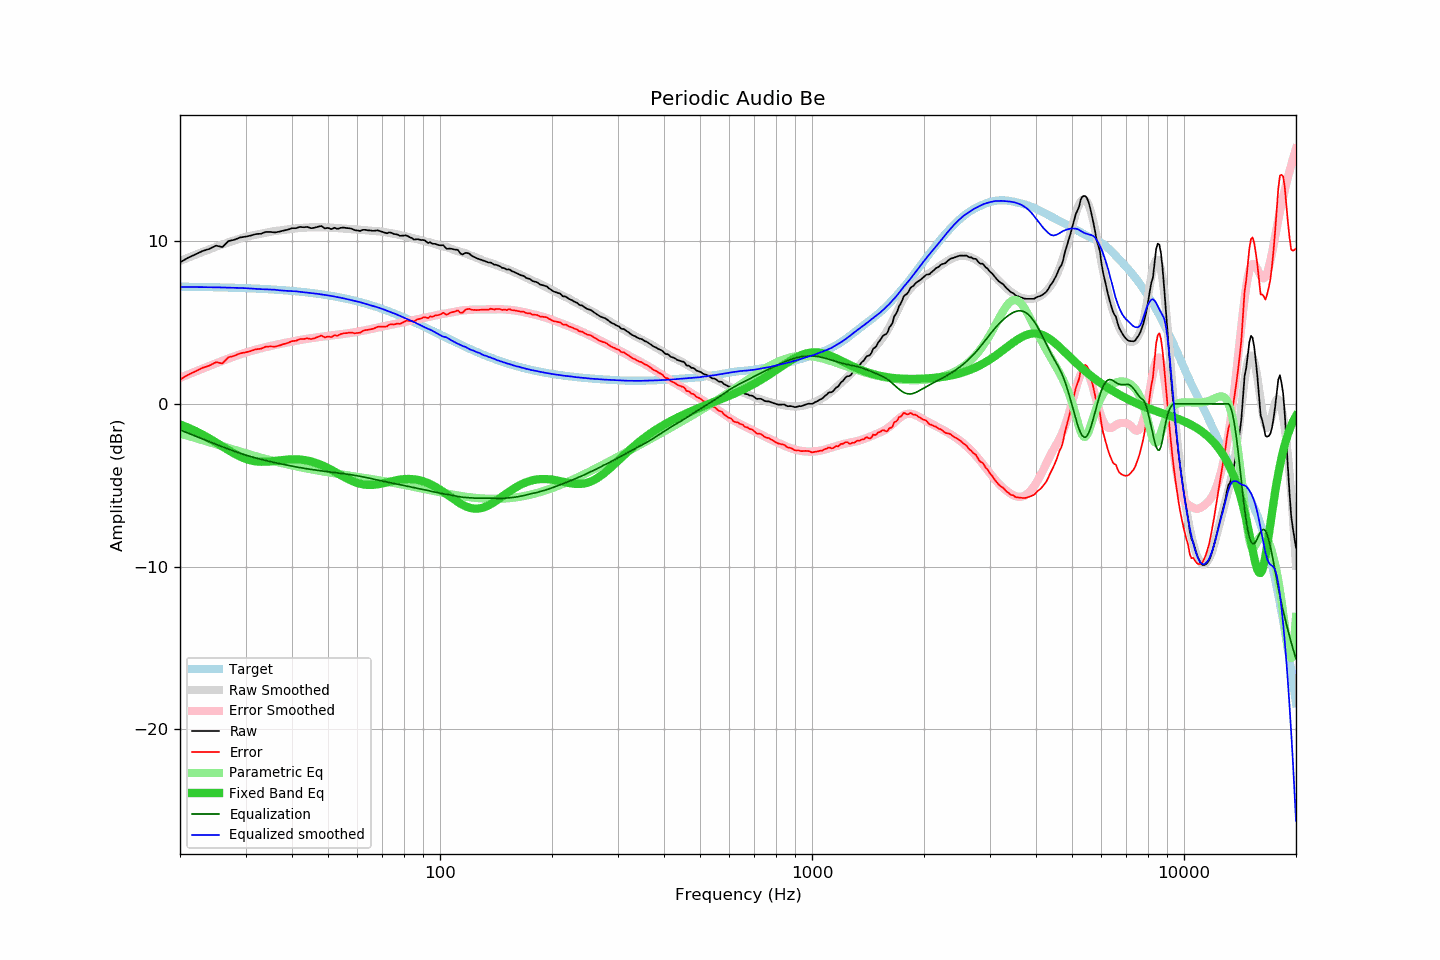 Periodic Audio Be
Amplitude (dBr)
10
0
−10
−20
Target
Raw Smoothed
Error Smoothed
Raw
Error
Parametric Eq
Fixed Band Eq
Equalization
Equalized smoothed
100
1000
10000
Frequency (Hz)